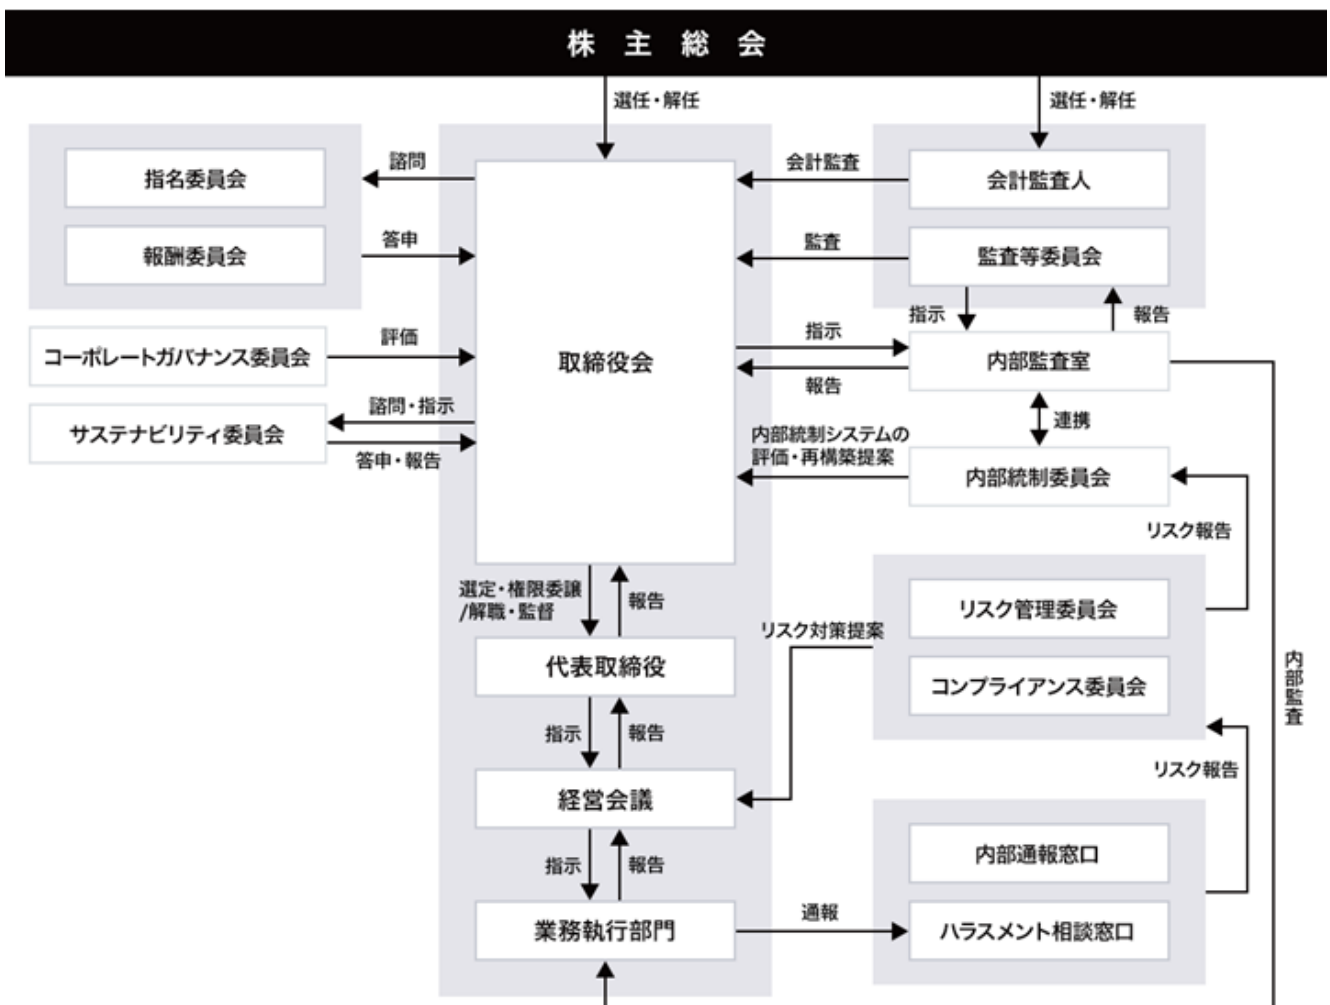 株主総会
選任・解任
選任・解任
指名委員会
報酬委員会
諮問
答申
会計監査
会計監査人
監査
監査等委員会
指示
報告
コーポレートガバナンス委員会
評価
取締役会
指示
報告
内部監査室
サステナビリティ委員会
諮問・指示
答申・報告
連携
内部統制システムの
評価・再構築提案
内部統制委員会
リスク報告
選定・権限委譲
/解職・監督
報告
リスク管理委員会
リスク対策提案
代表取締役
コンプライアンス委員会
内部監査
指示
報告
リスク報告
経営会議
指示
報告
内部通報窓口
業務執行部門
通報
ハラスメント相談窓口